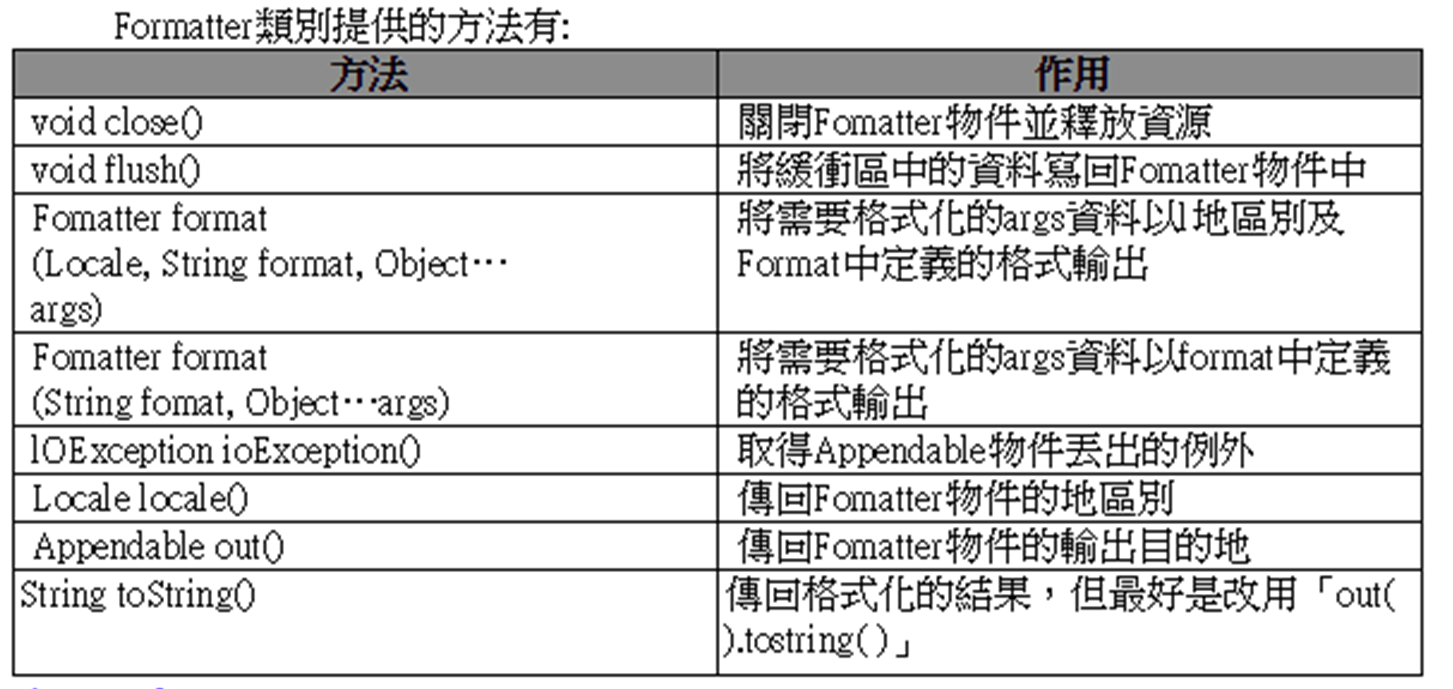 Formatter類別提供的方法有:
方法
作用
void close()
關閉Fomatter物件並釋放資源
void flush()
將緩衝區中的資料寫回Fomatter物件中
Fomatter format
(Locale, String format, Object…
args)
將需要格式化的args資料以l地區別及
Format中定義的格式輸出
Fomatter format
(String fomat, Object…args)
將需要格式化的args資料以format中定義
的格式輸出
lOException ioException()
取得Appendable物件丟出的例外
Locale locale()
傳回Fomatter物件的地區別
Appendable out()
傳回Fomatter物件的輸出目的地
String toString()
傳回格式化的結果，但最好是改用「out(
).tostring( )」